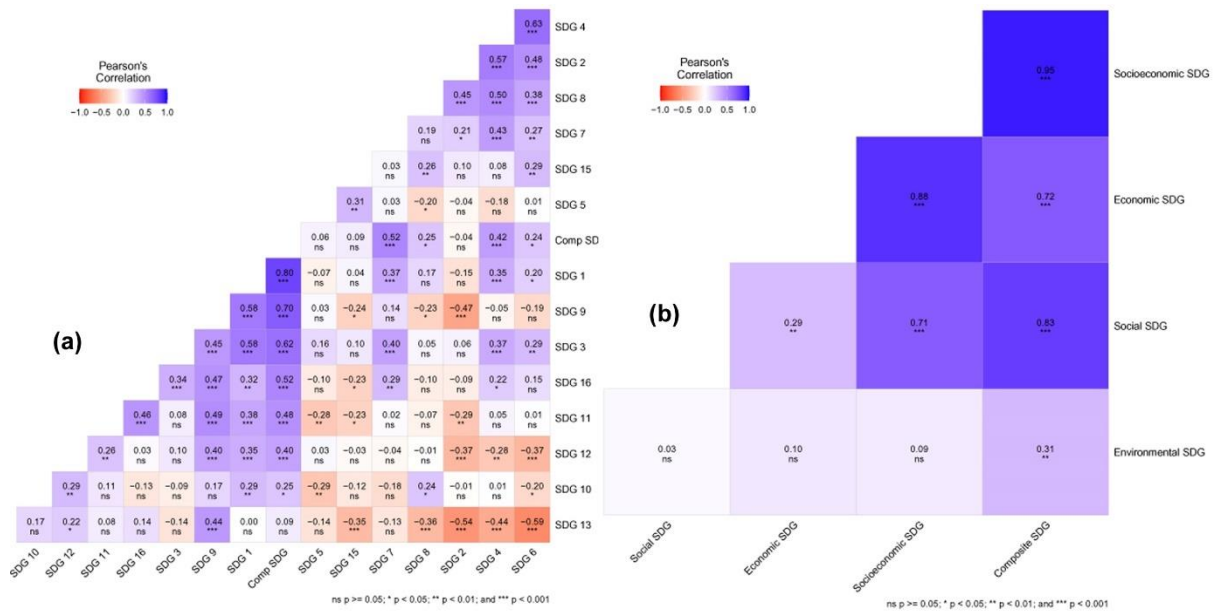 Pearson's
Correlation
−1.0 −0.5 0.0 0.5 1.0
0.63 SDG 4
***
0.57 0.48 SDG 2
*** ***
0.45 0.50 0.38 SDG 8
*** *** ***
0.19 0.21 0.43 0.27 SDG 7
ns * *** **
0.03 0.26 0.10 0.08 0.29 SDG 15
ns ** ns ns **
0.31 0.03 −0.20 −0.04 −0.18 0.01 SDG 5
** ns * ns ns ns
0.06 0.09 0.52 0.25 −0.04 0.42 0.24 Comp SD
ns ns *** * ns *** *
0.80 −0.07 0.04 0.37 0.17 −0.15 0.35 0.20 SDG 1
*** ns ns *** ns ns *** *
0.58 0.70 0.03 −0.24 0.14 −0.23 −0.47 −0.05 −0.19 SDG 9
*** *** ns * ns * *** ns ns
(a)
0.45 0.58 0.62 0.16 0.10 0.40 0.05 0.06 0.37 0.29 SDG 3
*** *** *** ns ns *** ns ns *** **
0.34 0.47 0.32 0.52 −0.10 −0.23 0.29 −0.10 −0.09 0.22 0.15 SDG 16
*** *** ** *** ns * ** ns ns * ns
0.46 0.08 0.49 0.38 0.48 −0.28 −0.23 0.02 −0.07 −0.29 0.05 0.01 SDG 11
*** ns *** *** *** ** * ns ns ** ns ns
0.26 0.03 0.10 0.40 0.35 0.40 0.03 −0.03 −0.04 −0.01 −0.37 −0.28 −0.37 SDG 12
** ns ns *** *** *** ns ns ns ns *** ** ***
0.29 0.11 −0.13 −0.09 0.17 0.29 0.25 −0.29 −0.12 −0.18 0.24 −0.01 0.01 −0.20 SDG 10
** ns ns ns ns ** * ** ns ns * ns ns *
0.17 0.22 0.08 0.14 −0.14 0.44 0.00 0.09 −0.14 −0.35 −0.13 −0.36 −0.54 −0.44 −0.59 SDG 13
ns * ns ns ns *** ns ns ns *** ns *** *** *** ***
SDG 10 SDG 12 SDG 11 SDG 16 SDG 3 SDG 9 SDG 1 Comp SDG SDG 5 SDG 15 SDG 7 SDG 8 SDG 2 SDG 4 SDG 6
ns p >= 0.05; * p < 0.05; ** p < 0.01; and *** p < 0.001
Pearson's
Correlation
−1.0 −0.5 0.0 0.5 1.0
0.95 Socioeconomic SDG
***
0.88 0.72 Economic SDG
*** ***
(b)
0.29 0.71 0.83 Social SDG
** *** ***
0.03 0.10 0.09 0.31 Environmental SDG
ns ns ns **
Social SDG Economic SDG Socioeconomic SDG Composite SDG
ns p >= 0.05; * p < 0.05; ** p < 0.01; and *** p < 0.001